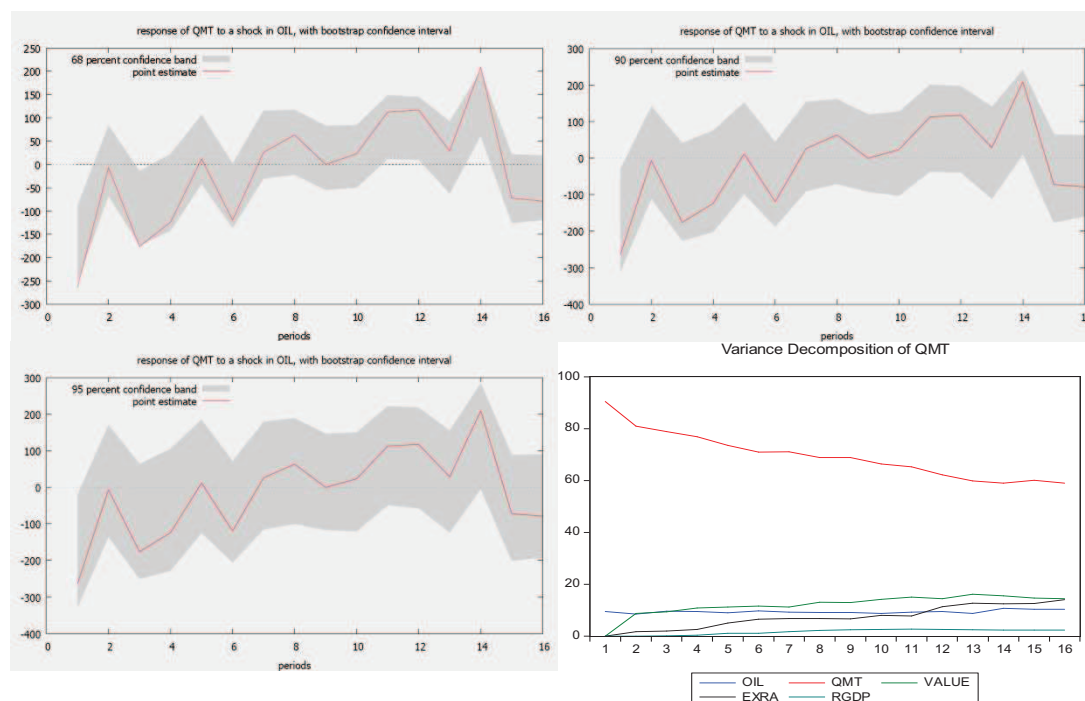 response of QMT to a shock in OIL, with bootstrap confidence interval
68 percent confidence band
point estimate
250
200
150
100
50
0
-50
-100
-150
-200
-250
-300
0 2 4 6 8 10 12 14 16
periods
response of QMT to a shock in OIL, with bootstrap confidence interval
90 percent confidence band
point estimate
300
200
100
0
-100
-200
-300
-400
0 2 4 6 8 10 12 14 1
periods
response of QMT to a shock in OIL, with bootstrap confidence interval
95 percent confidence band
point estimate
300
200
100
0
-100
-200
-300
-400
0 2 4 6 8 10 12 14 16
periods
Variance Decomposition of QMT
100
80
60
40
20
0
1 2 3 4 5 6 7 8 9 10 11 12 13 14 15 16
OIL QMT VALUE
EXRA RGDP